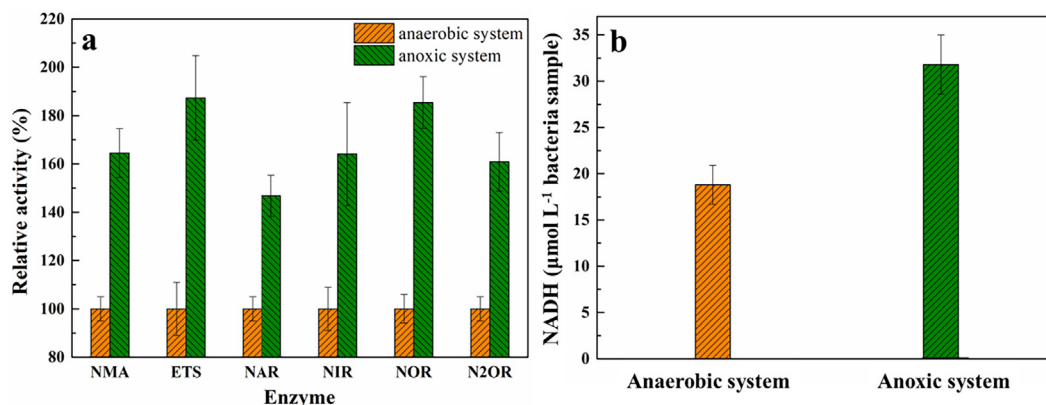 a
anaerobic system
anoxic system
220
200
180
160
140
120
100
80
Relative activity (%)
NMA ETS NAR NIR NOR N2OR
Enzyme
b
35
30
25
20
15
10
5
0
NADH (μmol L⁻¹ bacteria sample)
Anaerobic system Anoxic system